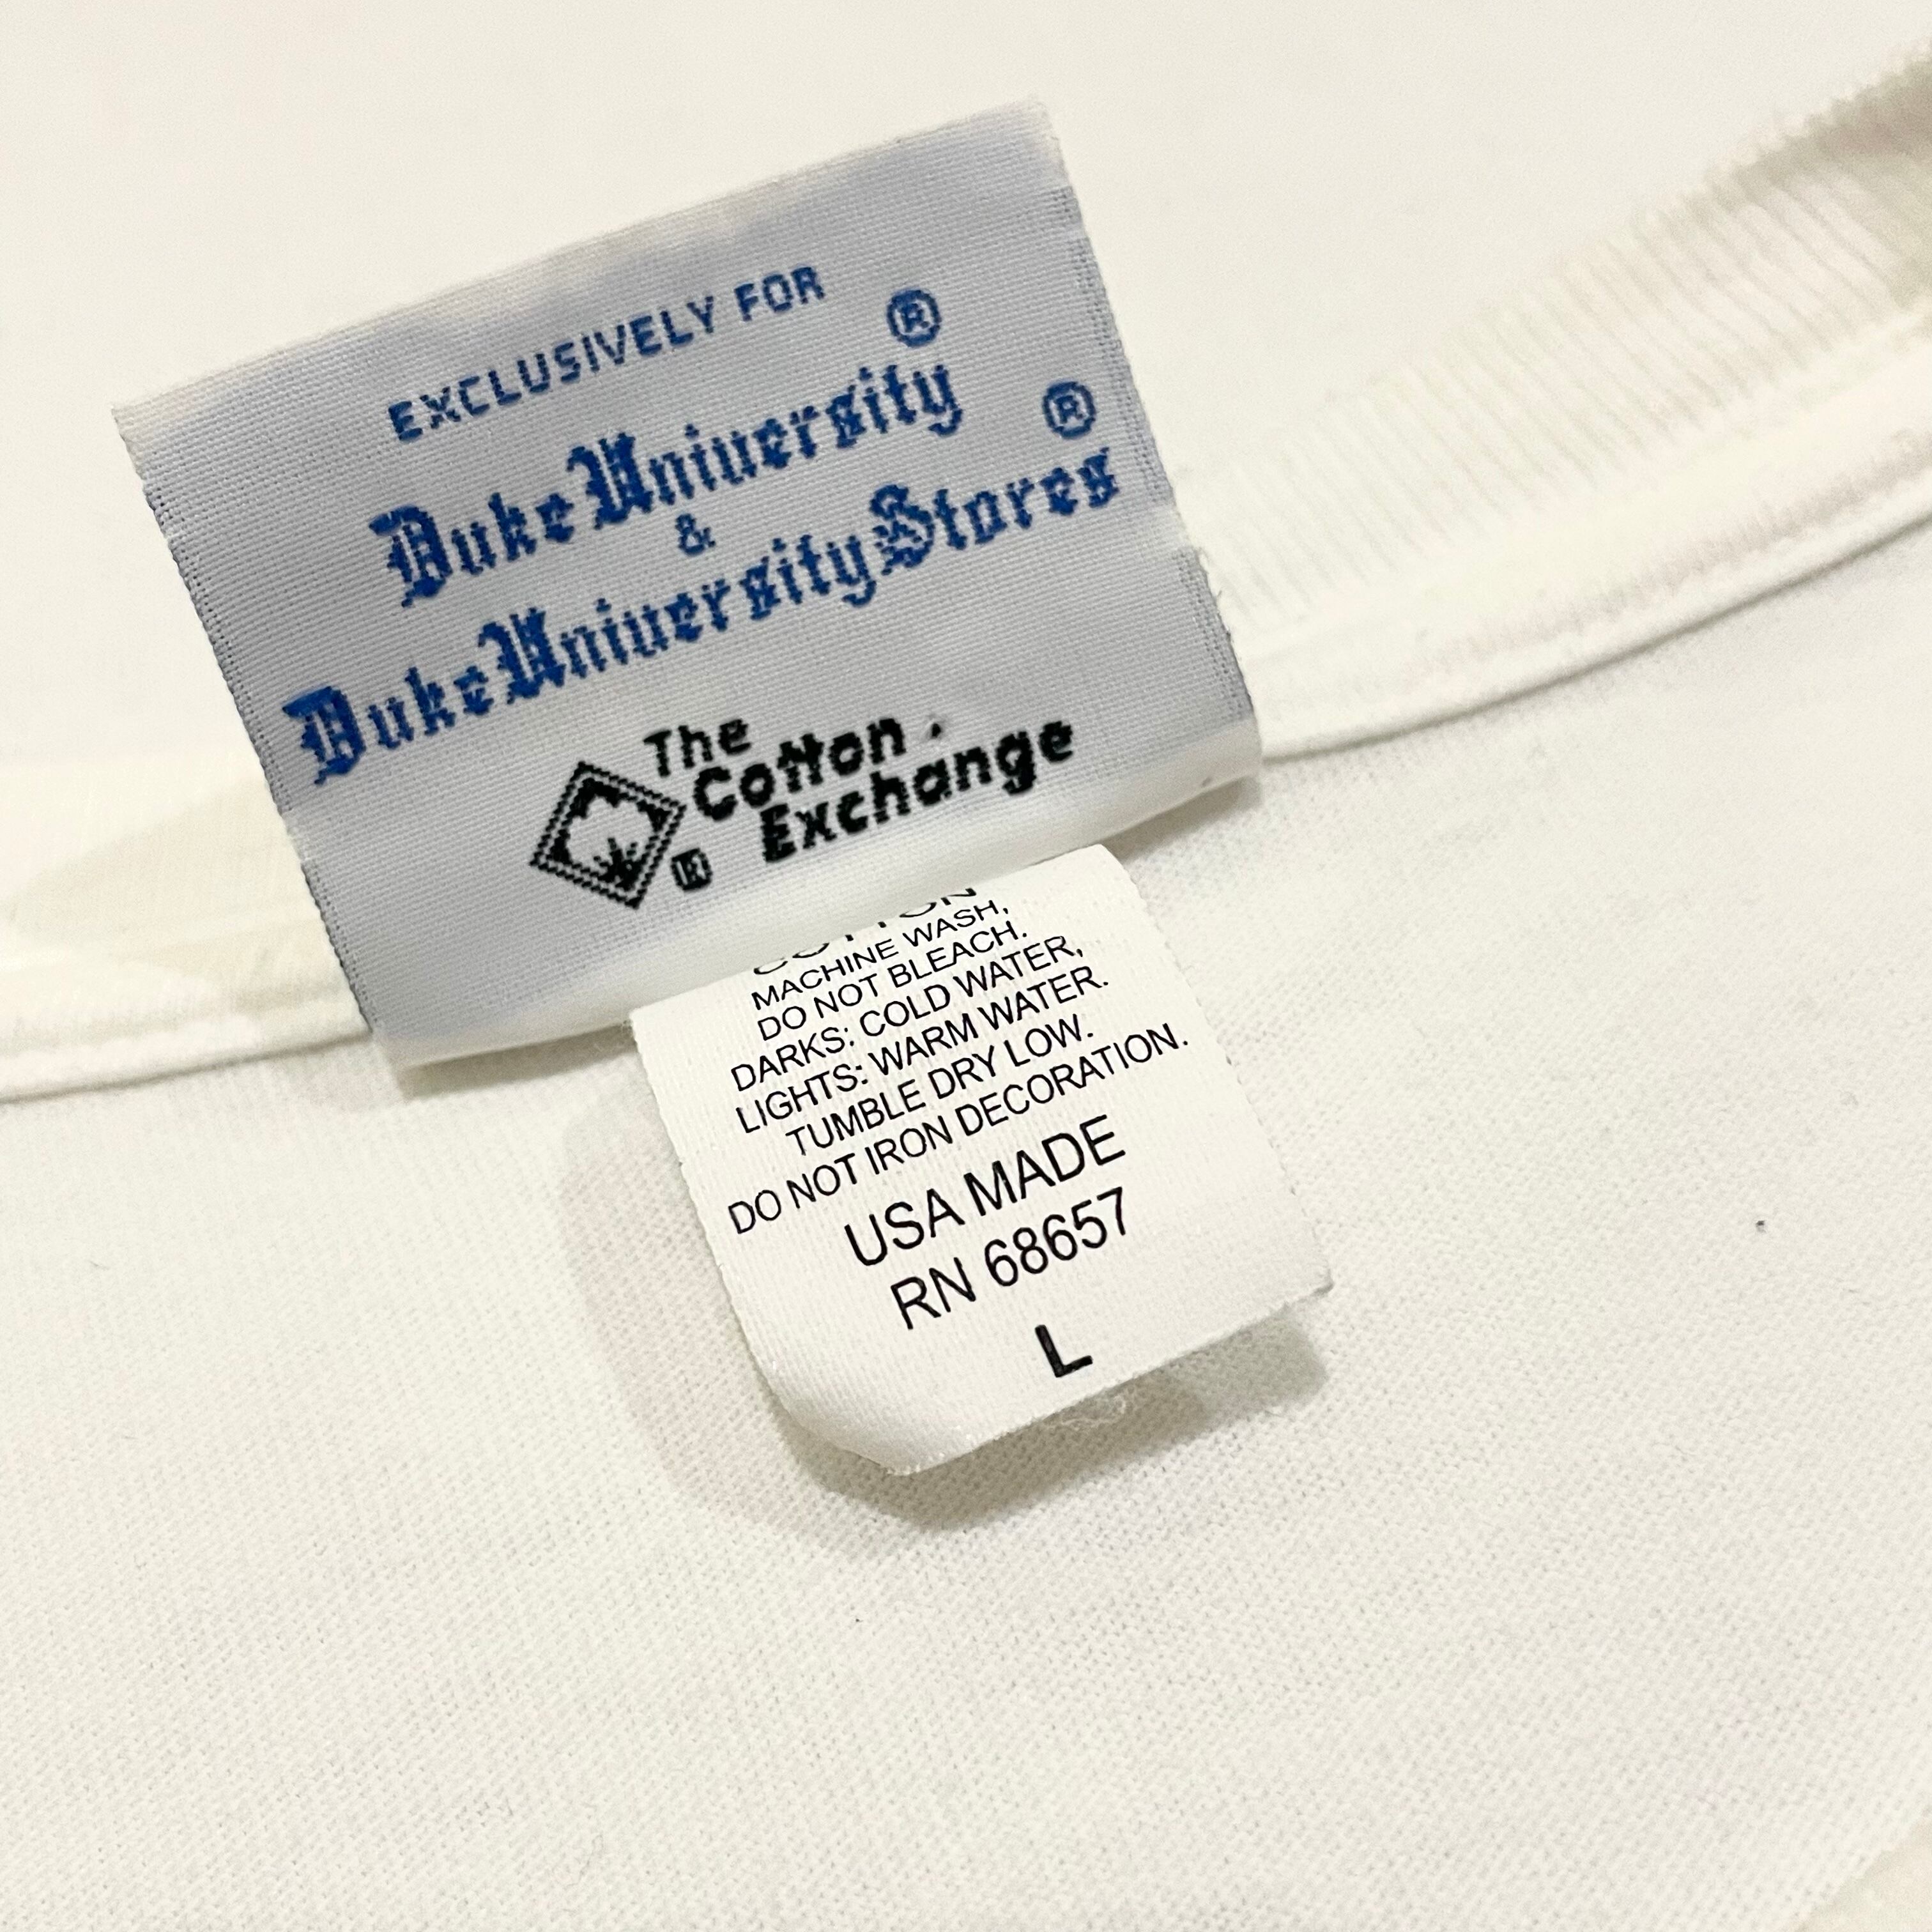 EXCLUSIVELY FOR
Duke University ®
&
Duke University Stores ®
The
Cotton
Exchange
®
COTTON
MACHINE WASH,
DO NOT BLEACH.
DARKS: COLD WATER,
LIGHTS: WARM WATER.
TUMBLE DRY LOW.
DO NOT IRON DECORATION.
USA MADE
RN 68657
L